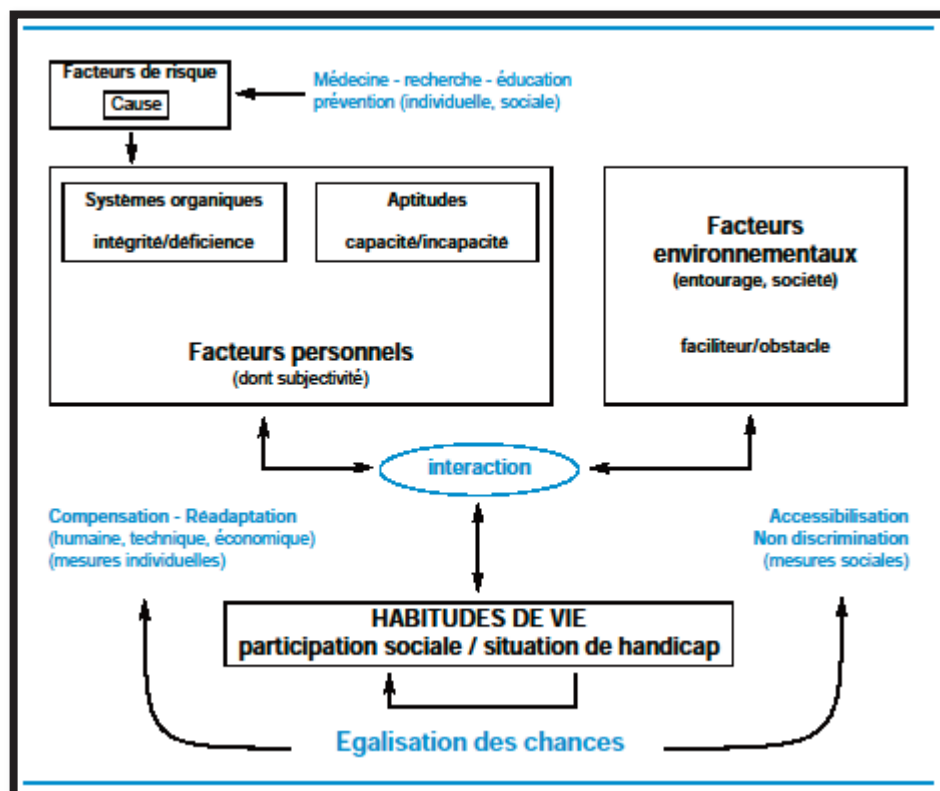 Facteurs de risque
Cause
Médecine - recherche - éducation
prévention (individuelle, sociale)
Systèmes organiques
intégrité/déficience
Aptitudes
capacité/incapacité
Facteurs personnels
(dont subjectivité)
Facteurs
environnementaux
(entourage, société)
faciliteur/obstacle
interaction
Compensation - Réadaptation
(humaine, technique, économique)
(mesures individuelles)
Accessibilisation
Non discrimination
(mesures sociales)
HABITUDES DE VIE
participation sociale / situation de handicap
Egalisation des chances